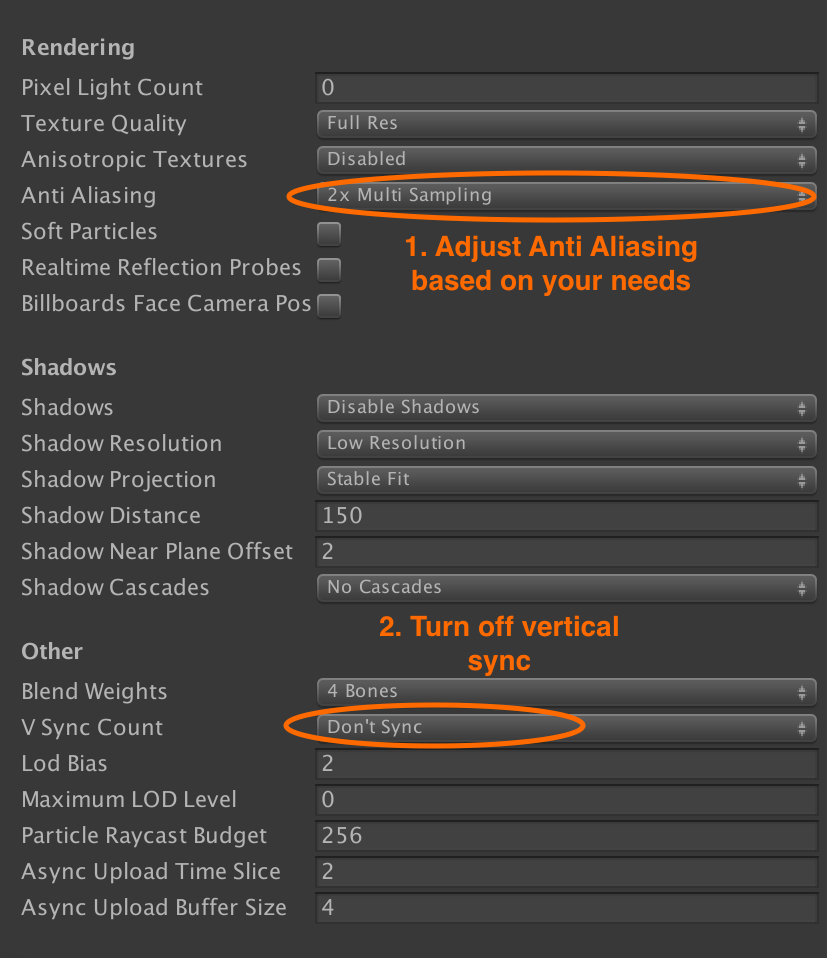 Rendering
Pixel Light Count 0
Texture Quality Full Res
Anisotropic Textures Disabled
Anti Aliasing 2x Multi Sampling
Soft Particles
1. Adjust Anti Aliasing
Realtime Reflection Probes
based on your needs
Billboards Face Camera Pos
Shadows
Shadows Disable Shadows
Shadow Resolution Low Resolution
Shadow Projection Stable Fit
Shadow Distance 150
Shadow Near Plane Offset 2
Shadow Cascades No Cascades
2. Turn off vertical
sync
Other
Blend Weights 4 Bones
V Sync Count Don't Sync
Lod Bias 2
Maximum LOD Level 0
Particle Raycast Budget 256
Async Upload Time Slice 2
Async Upload Buffer Size 4